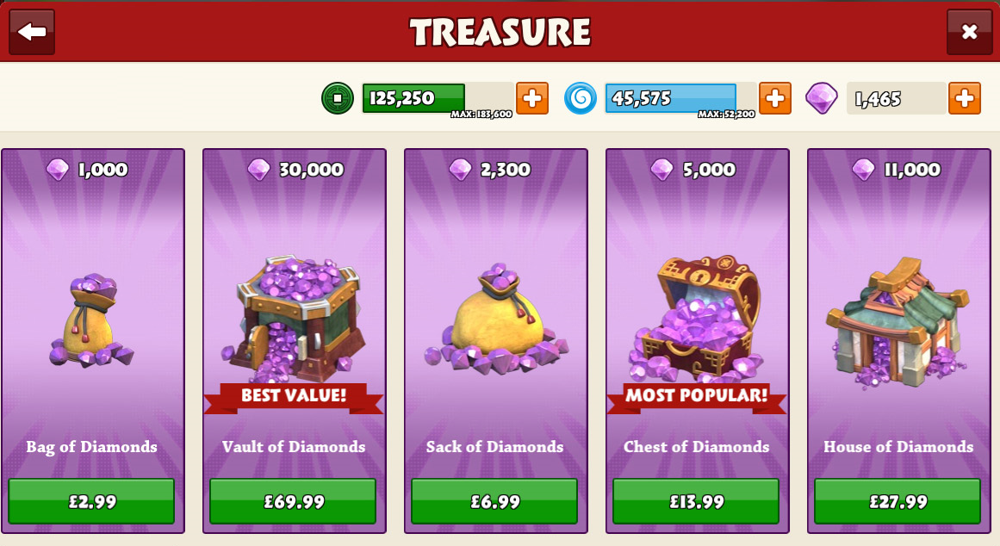 TREASURE
125,250
MAX: 183,600
45,575
MAX: 52,200
1,465
1,000
Bag of Diamonds
£2.99
30,000
BEST VALUE!
Vault of Diamonds
£69.99
2,300
Sack of Diamonds
£6.99
5,000
MOST POPULAR!
Chest of Diamonds
£13.99
11,000
House of Diamonds
£27.99